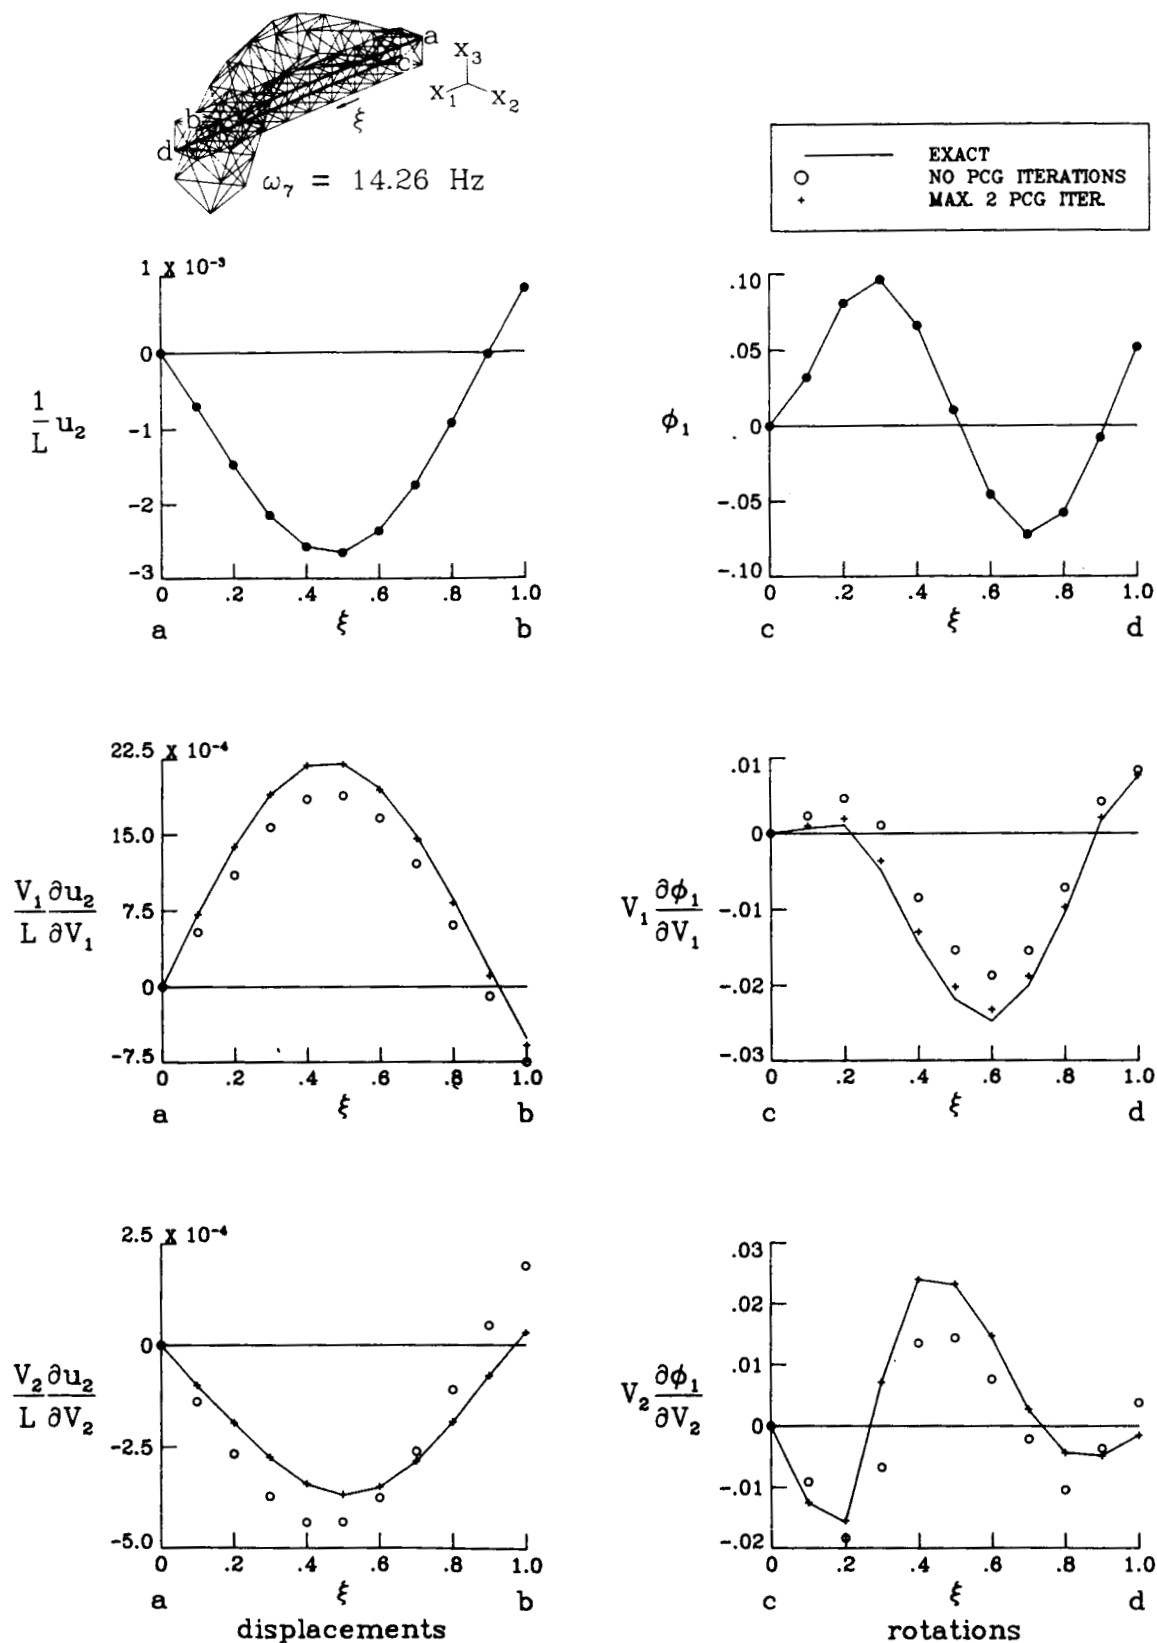 a
c
b
d
ξ
X₃
X₁ X₂
ω₇ = 14.26 Hz
EXACT
NO PCG ITERATIONS
MAX. 2 PCG ITER.
1 X 10⁻³
0
-1
-2
-3
1/L u₂
0 .2 .4 .6 .8 1.0
a ξ b
.10
.05
0
-.05
-.10
ϕ₁
0 .2 .4 .6 .8 1.0
c ξ d
22.5 X 10⁻⁴
15.0
7.5
0
-7.5
V₁/L ∂u₂/∂V₁
0 .2 .4 .6 .8 1.0
a ξ b
.01
0
-.01
-.02
-.03
V₁ ∂ϕ₁/∂V₁
0 .2 .4 .6 .8 1.0
c ξ d
2.5 X 10⁻⁴
0
-2.5
-5.0
V₂/L ∂u₂/∂V₂
0 .2 .4 .6 .8 1.0
a ξ b
displacements
.03
.02
.01
0
-.01
-.02
V₂ ∂ϕ₁/∂V₂
0 .2 .4 .6 .8 1.0
c ξ d
rotations